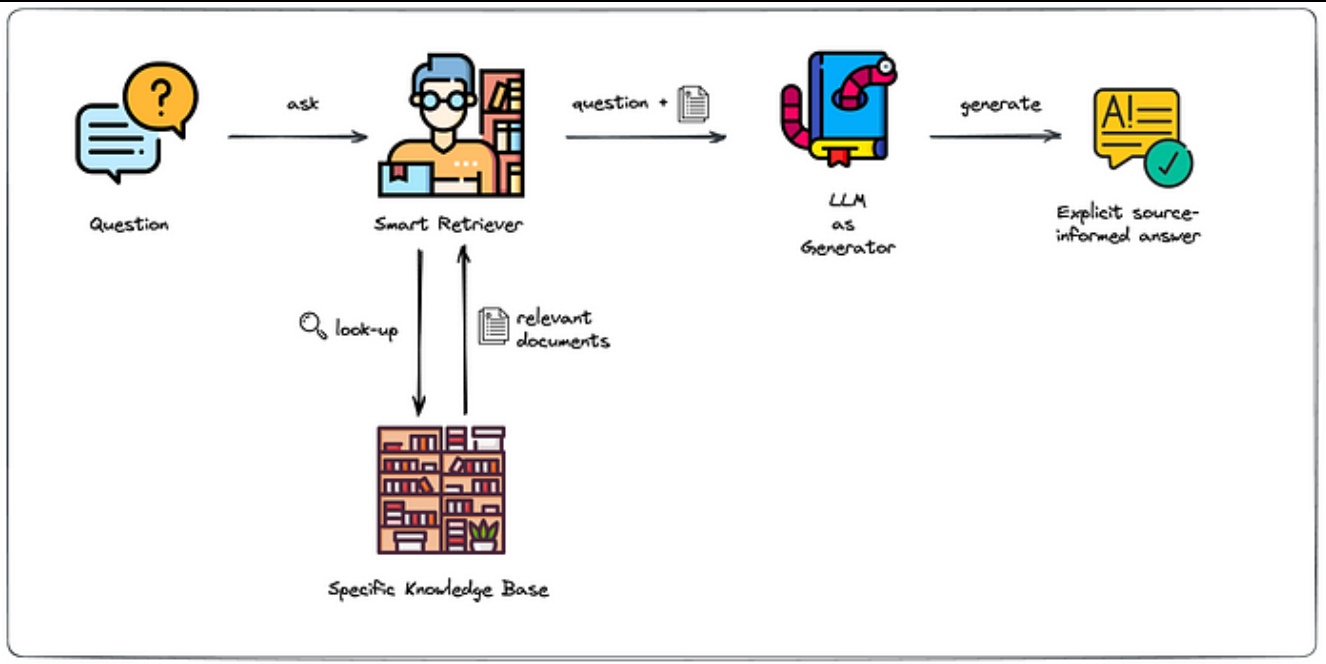 ask
question +
generate
?
A!
Question
Smart Retriever
LLM
as
Generator
Explicit source-
informed answer
look-up
relevant
documents
Specific Knowledge Base